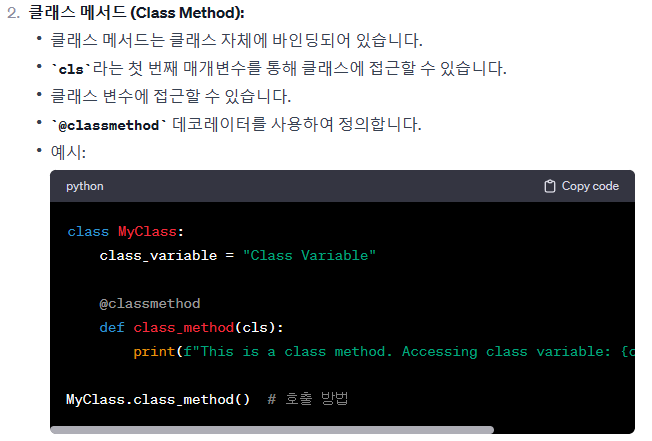 2. 클래스 메서드 (Class Method):
• 클래스 메서드는 클래스 자체에 바인딩되어 있습니다.
• `cls`라는 첫 번째 매개변수를 통해 클래스에 접근할 수 있습니다.
• 클래스 변수에 접근할 수 있습니다.
• `@classmethod` 데코레이터를 사용하여 정의합니다.
• 예시:
python Copy code
class MyClass:
    class_variable = "Class Variable"
    @classmethod
    def class_method(cls):
        print(f"This is a class method. Accessing class variable: {c
MyClass.class_method()  # 호출 방법